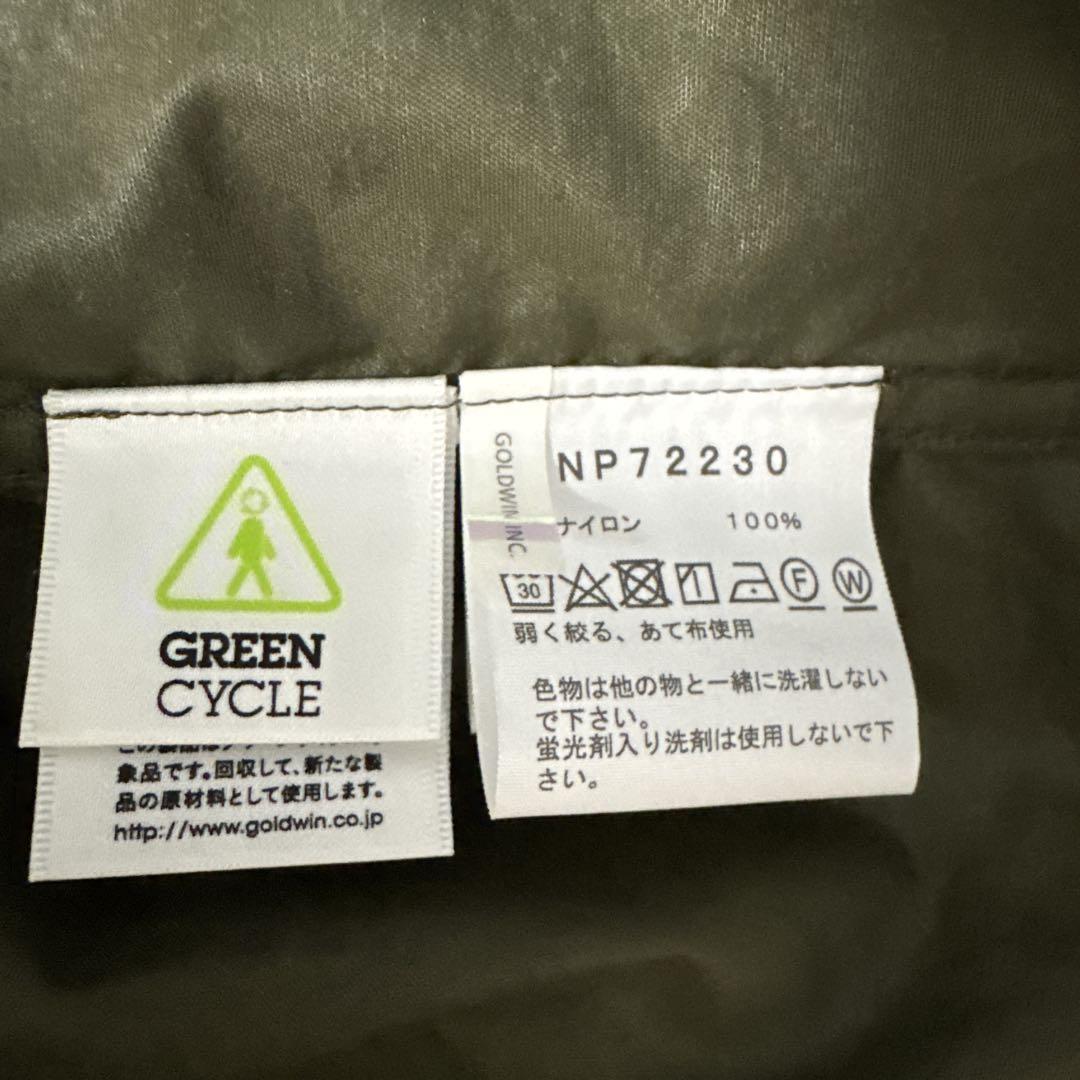 GREEN
CYCLE
象品です。回収して、新たな製
品の原材料として使用します。
http://www.goldwin.co.jp
GOLDWIN INC.
NP72230
ナイロン 100%
30
F
W
弱く絞る、あて布使用
色物は他の物と一緒に洗濯しない
で下さい。
蛍光剤入り洗剤は使用しないで下
さい。